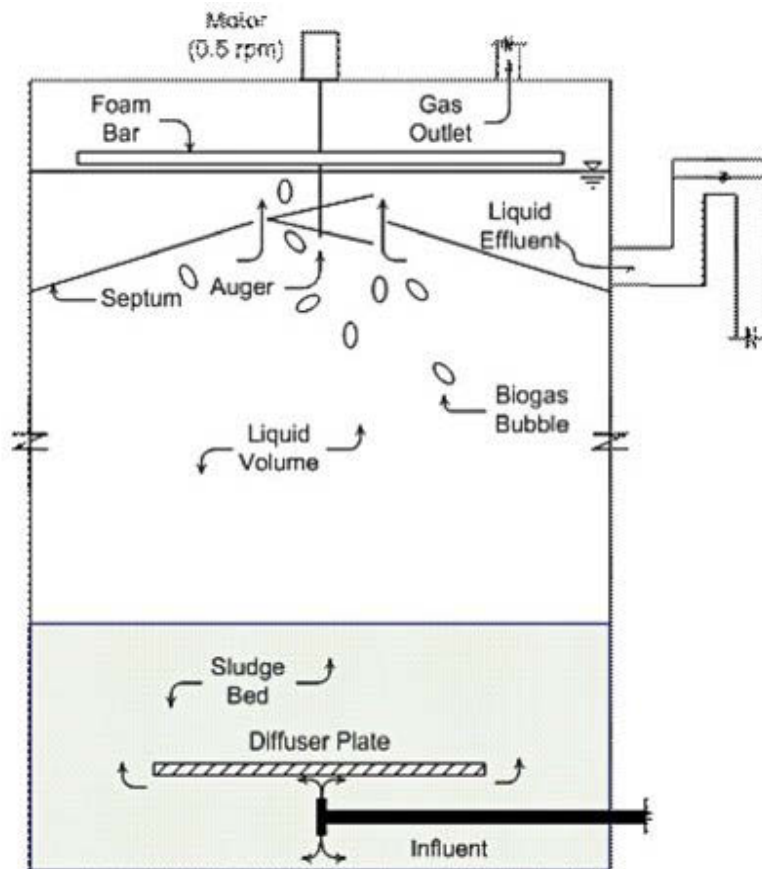 Motor
(0.5 rpm)
Foam
Bar
Gas
Outlet
Liquid
Effluent
Septum
Auger
Biogas
Bubble
Liquid
Volume
Sludge
Bed
Diffuser Plate
Influent